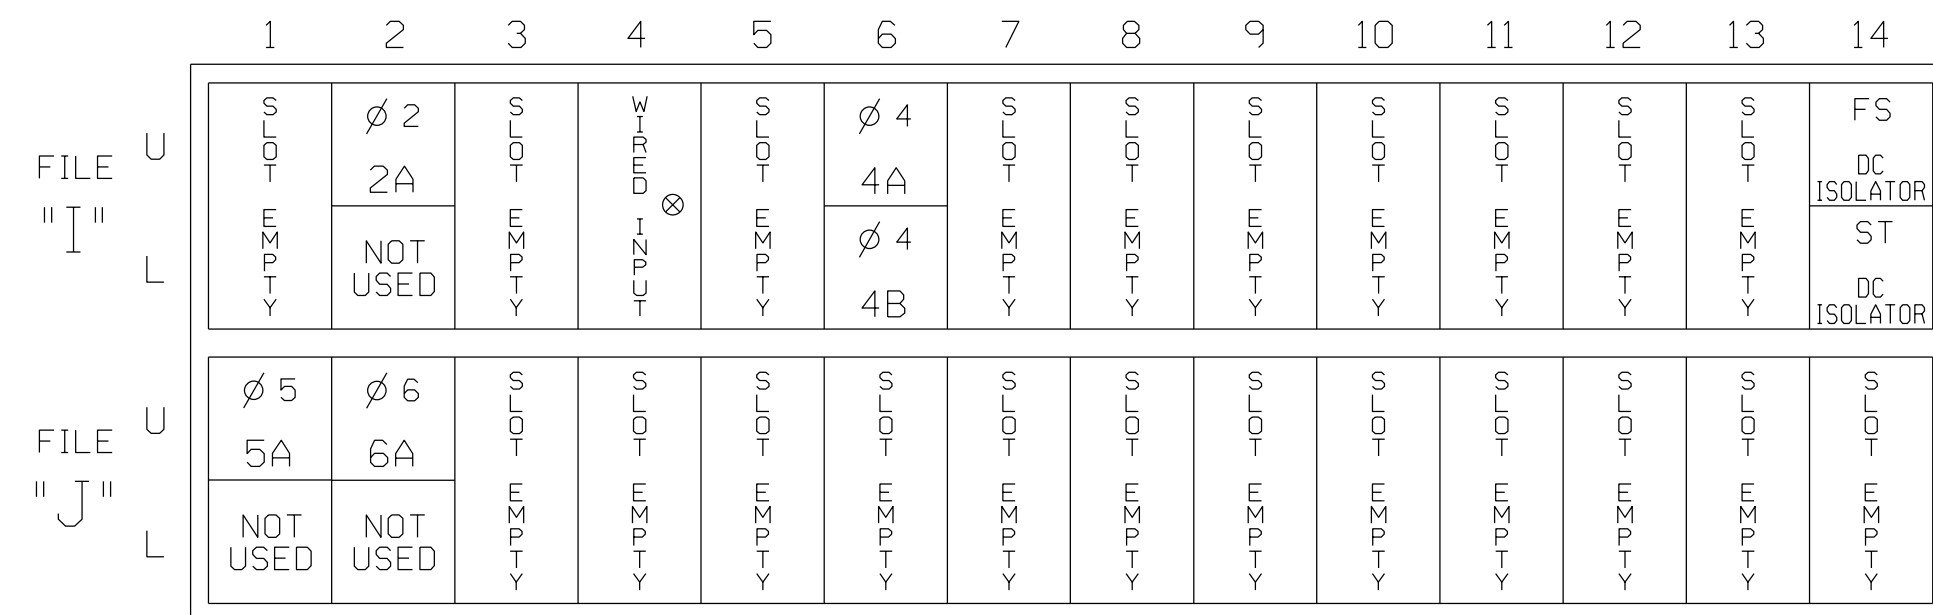 1 2 3 4 5 6 7 8 9 10 11 12 13 14
FILE "I"
U
L
SLOT EMPTY
Ø 2
2A
NOT USED
SLOT EMPTY
WIRED INPUT
⊗
SLOT EMPTY
Ø 4
4A
Ø 4
4B
SLOT EMPTY
SLOT EMPTY
SLOT EMPTY
SLOT EMPTY
SLOT EMPTY
SLOT EMPTY
SLOT EMPTY
FS
DC
ISOLATOR
ST
DC
ISOLATOR
FILE "J"
U
L
Ø 5
5A
NOT USED
Ø 6
6A
NOT USED
SLOT EMPTY
SLOT EMPTY
SLOT EMPTY
SLOT EMPTY
SLOT EMPTY
SLOT EMPTY
SLOT EMPTY
SLOT EMPTY
SLOT EMPTY
SLOT EMPTY
SLOT EMPTY
SLOT EMPTY